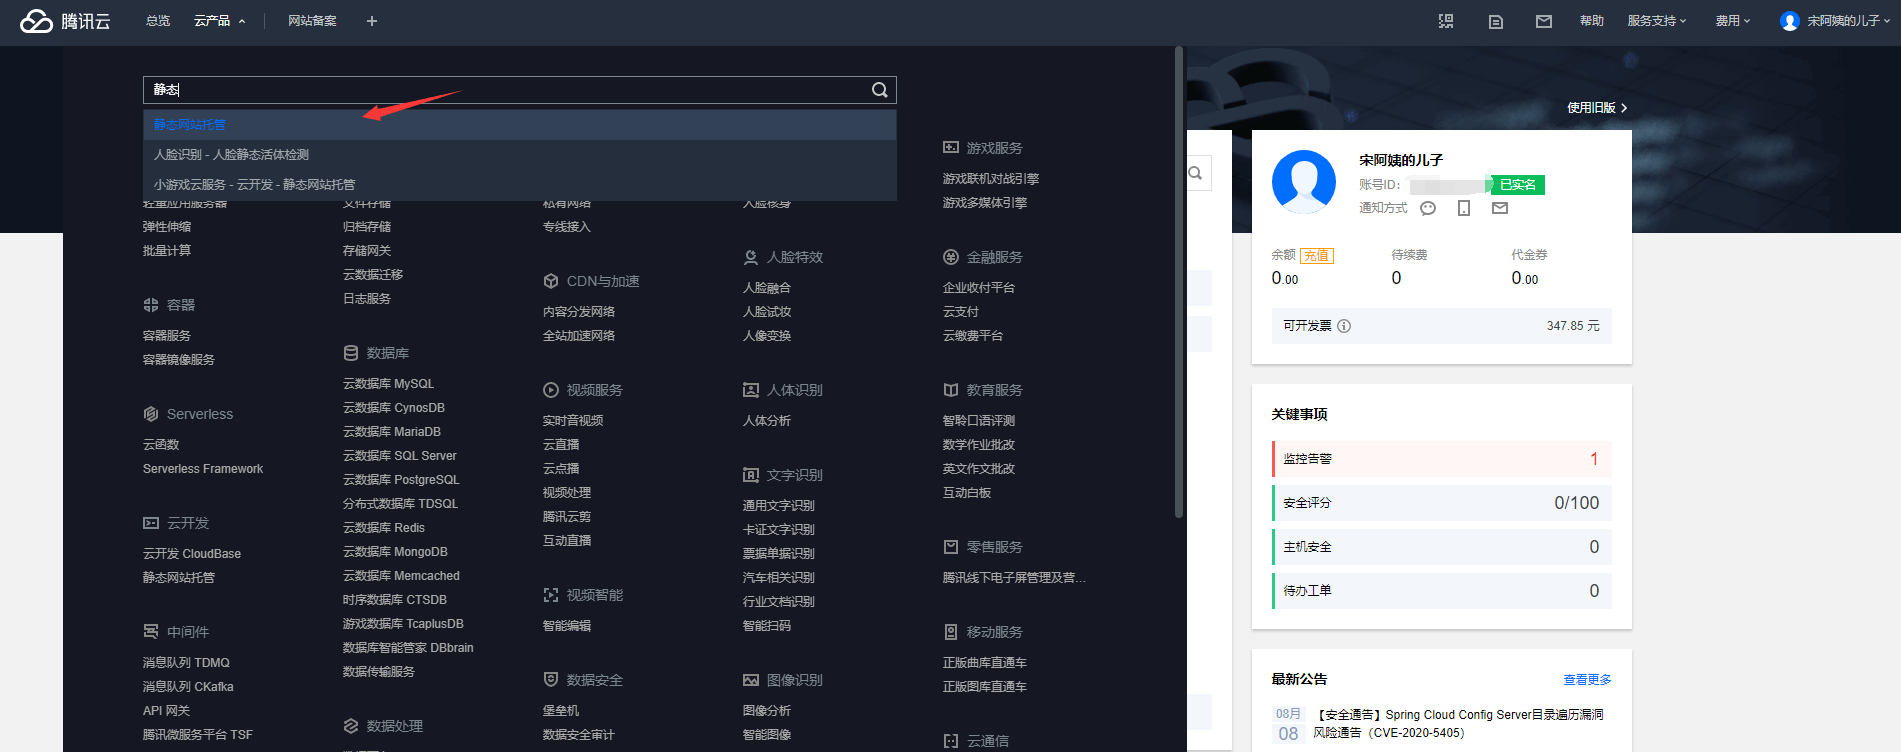 腾讯云
总览
云产品
网站备案
帮助
服务支持
费用
宋阿姨的儿子
静态
静态网站托管
人脸识别 - 人脸静态活体检测
小游戏云服务 - 云开发 - 静态网站托管
轻量应用服务器
弹性伸缩
批量计算
容器
容器服务
容器镜像服务
Serverless
云函数
Serverless Framework
云开发
云开发 CloudBase
静态网站托管
中间件
消息队列 TDMQ
消息队列 CKafka
API 网关
腾讯微服务平台 TSF
文件存储
归档存储
存储网关
云数据迁移
日志服务
数据库
云数据库 MySQL
云数据库 CynosDB
云数据库 MariaDB
云数据库 SQL Server
云数据库 PostgreSQL
分布式数据库 TDSQL
云数据库 Redis
云数据库 MongoDB
云数据库 Memcached
时序数据库 CTSDB
游戏数据库 TcaplusDB
数据库智能管家 DBbrain
数据传输服务
数据处理
私有网络
专线接入
CDN与加速
内容分发网络
全站加速网络
视频服务
实时音视频
云直播
云点播
视频处理
腾讯云剪
互动直播
视频智能
智能编辑
数据安全
堡垒机
数据安全审计
人脸核身
人脸特效
人脸融合
人脸试妆
人像变换
人体识别
人体分析
文字识别
通用文字识别
卡证文字识别
票据单据识别
汽车相关识别
行业文档识别
智能扫码
图像识别
图像分析
智能图像
游戏服务
游戏联机对战引擎
游戏多媒体引擎
金融服务
企业收付平台
云支付
云缴费平台
教育服务
智聆口语评测
数学作业批改
英文作文批改
互动白板
零售服务
腾讯线下电子屏管理及营...
移动服务
正版曲库直通车
正版图库直通车
云通信
使用旧版
宋阿姨的儿子
账号ID:
已实名
通知方式
余额 充值
待续费
代金券
0.00
0
0.00
可开发票
347.85 元
关键事项
监控告警
1
安全评分
0/100
主机安全
0
待办工单
0
最新公告
查看更多
08月
08
【安全通告】Spring Cloud Config Server目录遍历漏洞
风险通告（CVE-2020-5405）